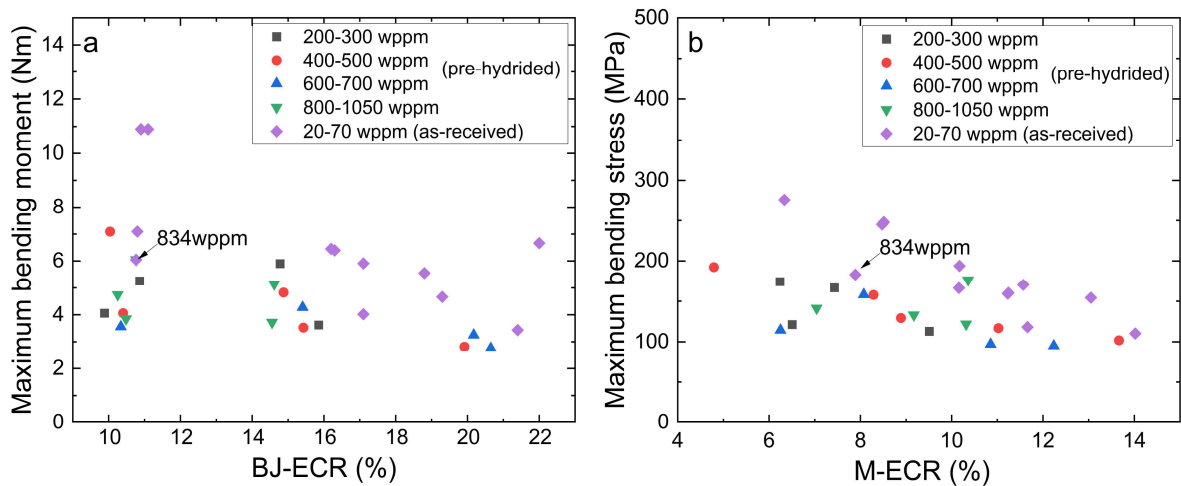 a
Maximum bending moment (Nm)
14
12
10
8
6
4
2
0
200-300 wppm
400-500 wppm
600-700 wppm
800-1050 wppm
(pre-hydrided)
20-70 wppm (as-received)
834wppm
10 12 14 16 18 20 22
BJ-ECR (%)
b
Maximum bending stress (MPa)
500
400
300
200
100
0
200-300 wppm
400-500 wppm
600-700 wppm
800-1050 wppm
(pre-hydrided)
20-70 wppm (as-received)
834wppm
4 6 8 10 12 14
M-ECR (%)